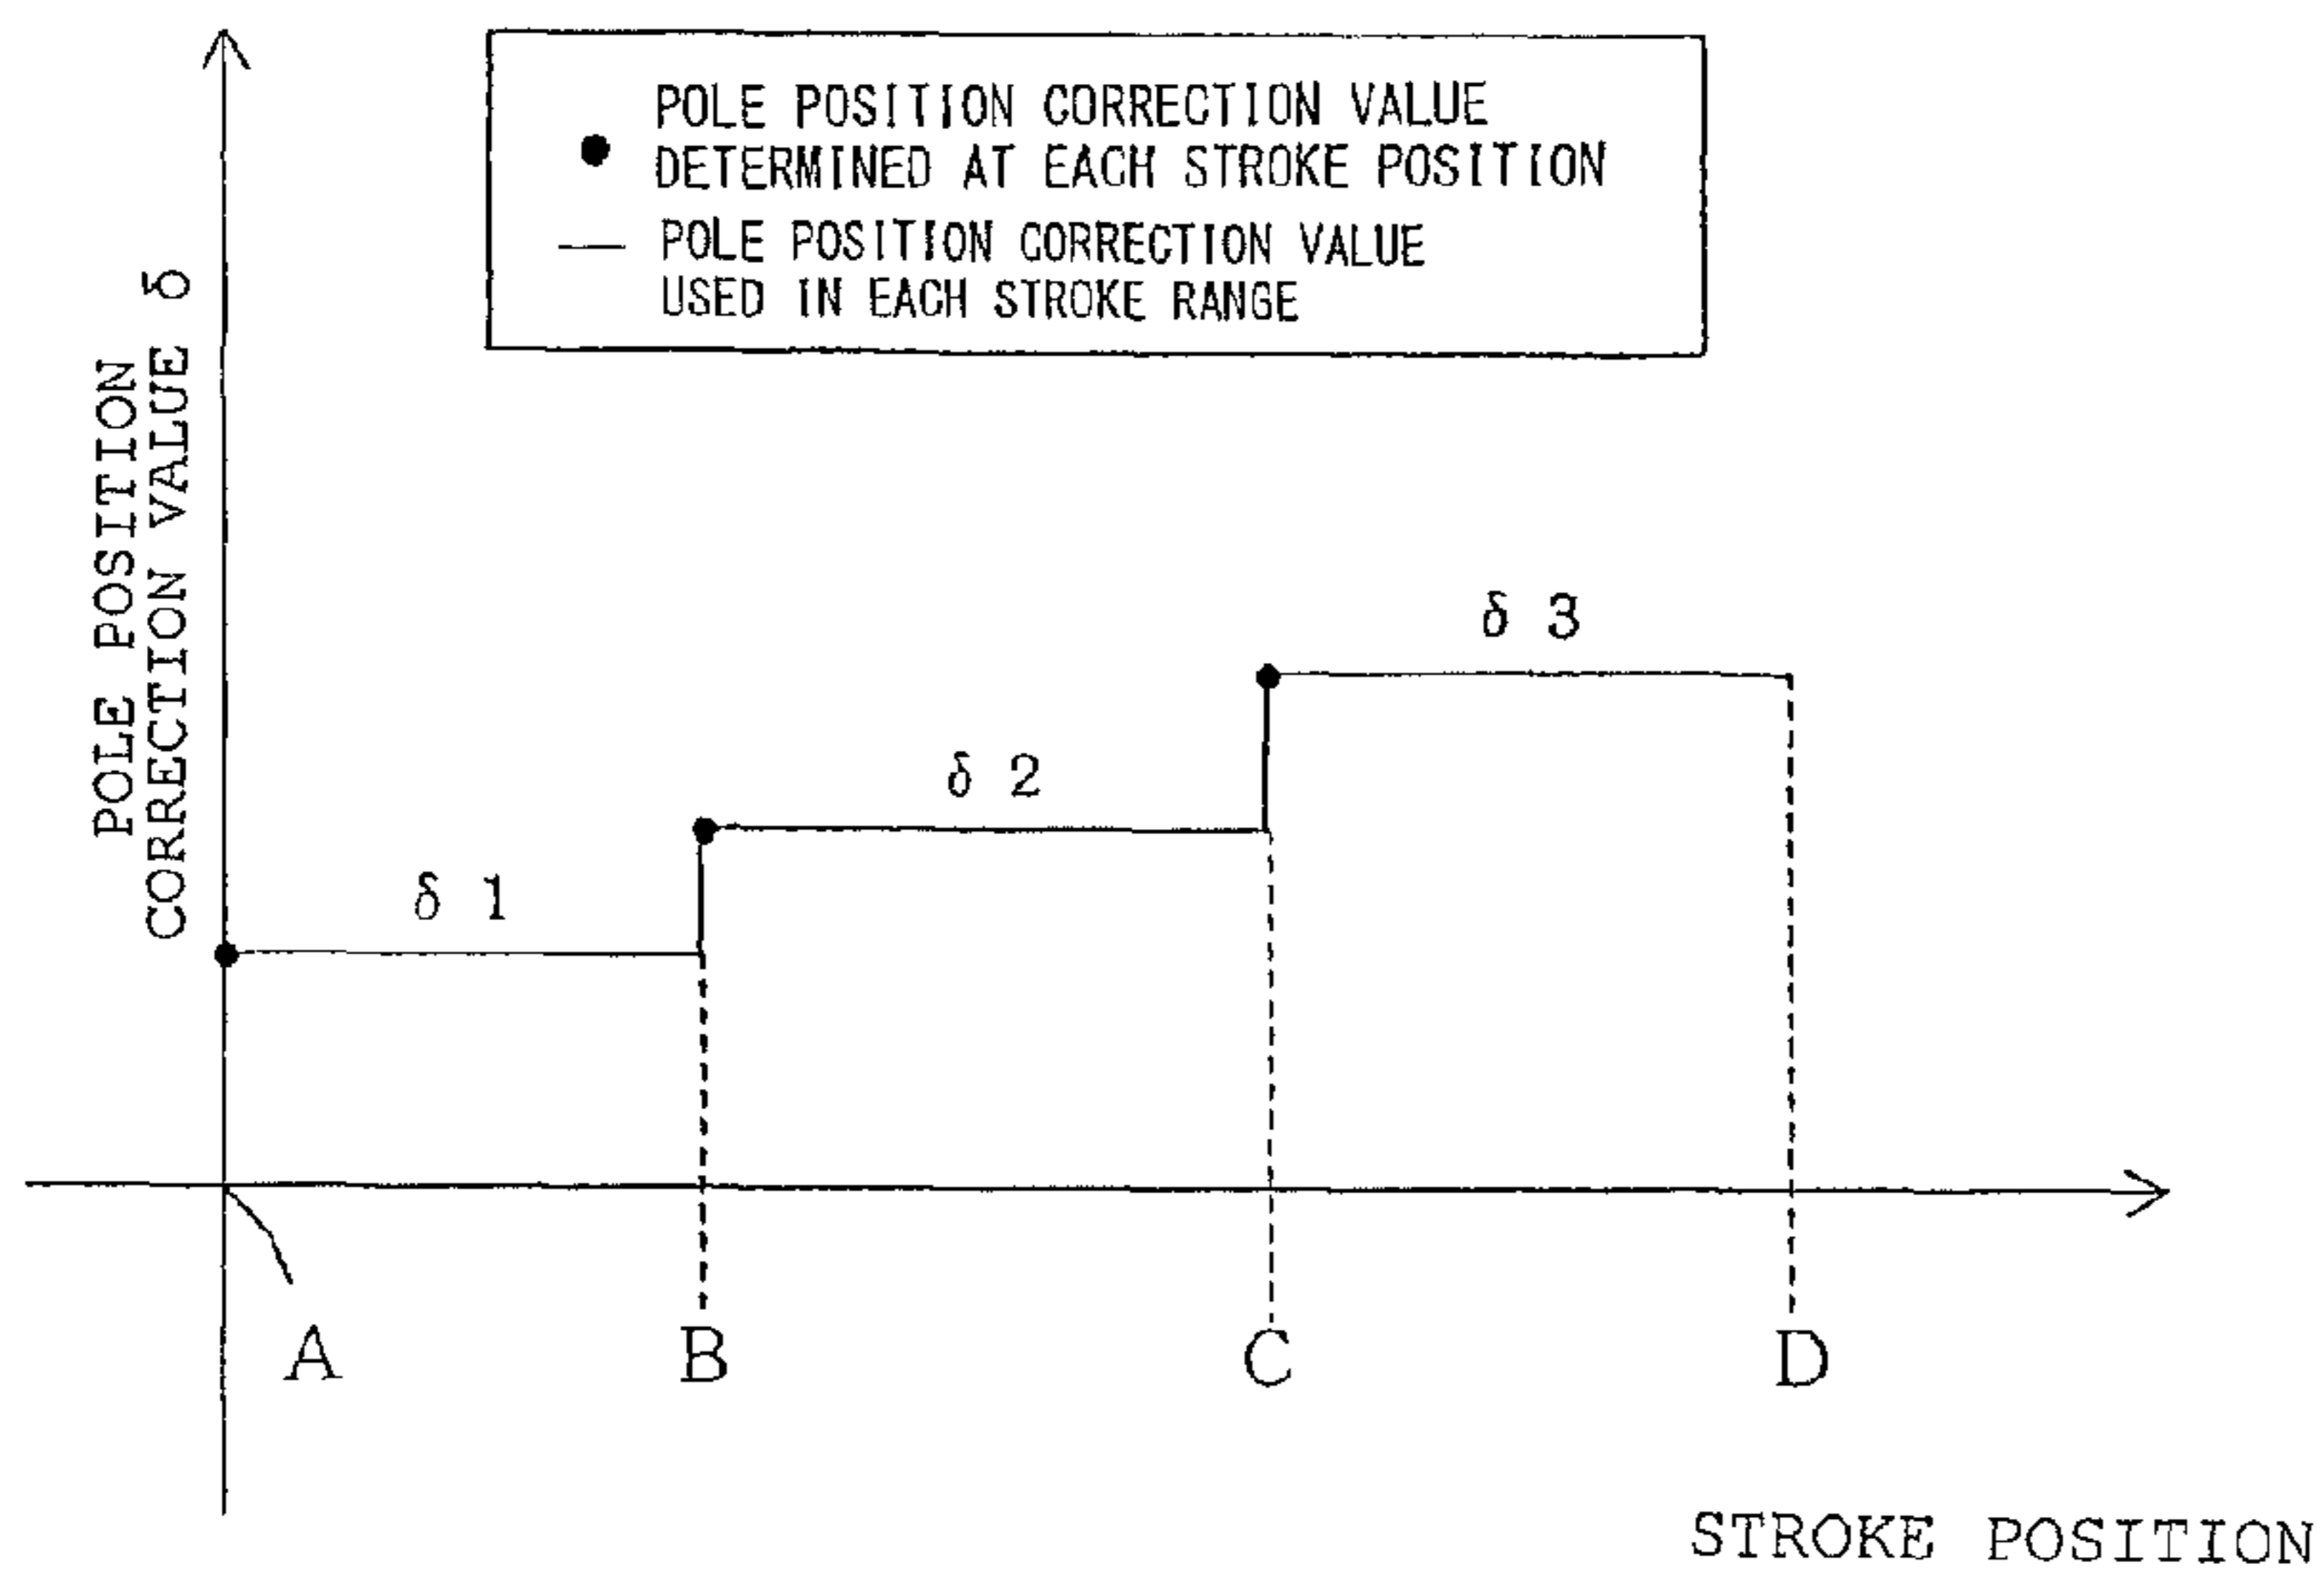 POLE POSITION CORRECTION VALUE
DETERMINED AT EACH STROKE POSITION
POLE POSITION CORRECTION VALUE
USED IN EACH STROKE RANGE
POLE POSITION
CORRECTION VALUE δ
δ 1
δ 2
δ 3
A
B
C
D
STROKE POSITION